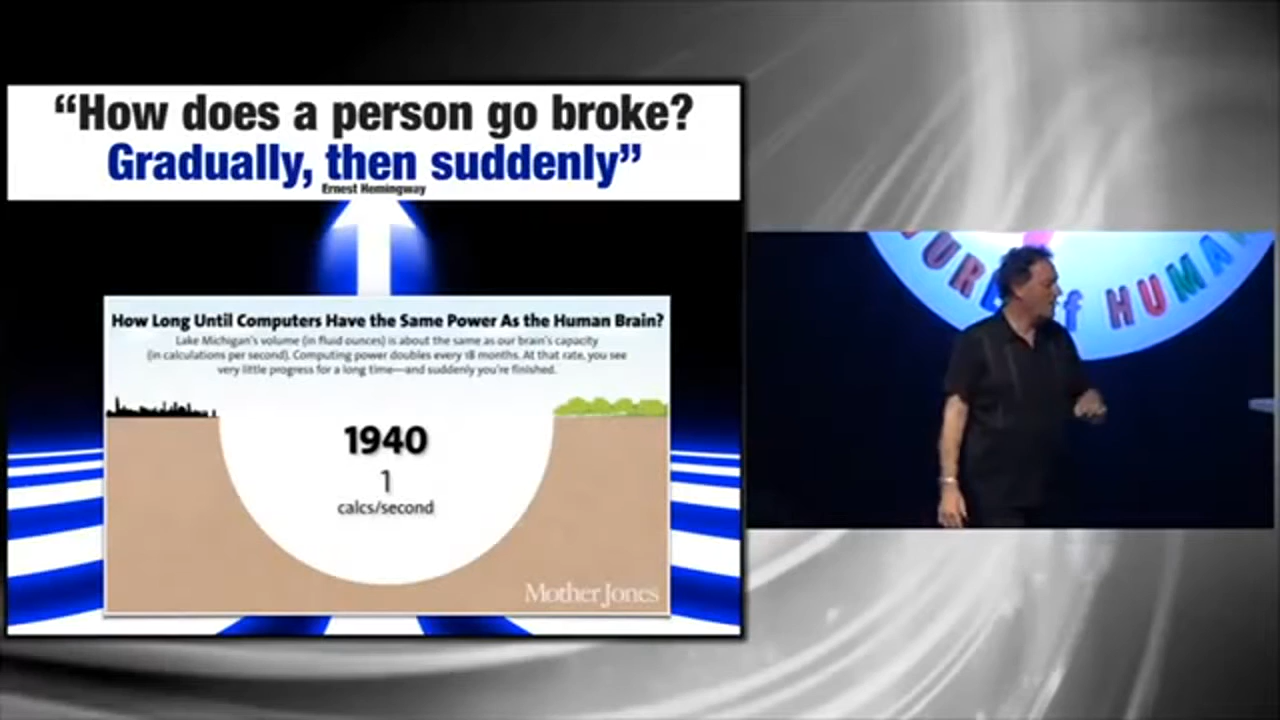 “How does a person go broke?
Gradually, then suddenly”
Ernest Hemingway
How Long Until Computers Have the Same Power As the Human Brain?
Lake Michigan's volume (in fluid ounces) is about the same as our brain's capacity
(in calculations per second). Computing power doubles every 18 months. At that rate, you see
very little progress for a long time—and suddenly you're finished.
1940
1
calcs/second
Mother Jones
of HUMA